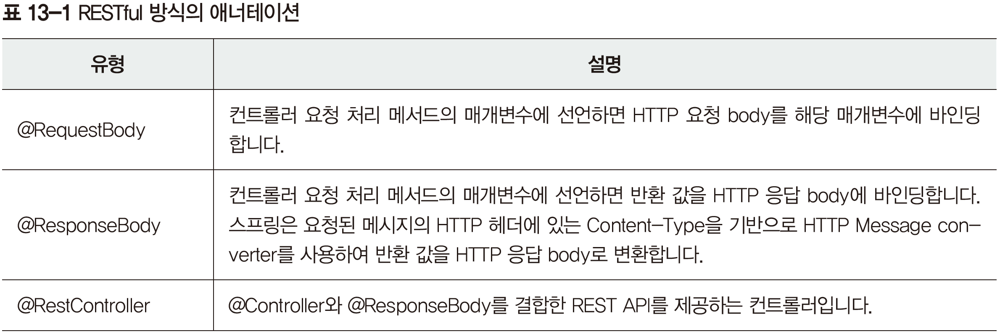 표 13-1 RESTful 방식의 애너테이션
유형 설명
@RequestBody
컨트롤러 요청 처리 메서드의 매개변수에 선언하면 HTTP 요청 body를 해당 매개변수에 바인딩
합니다.
@ResponseBody
컨트롤러 요청 처리 메서드의 매개변수에 선언하면 반환 값을 HTTP 응답 body에 바인딩합니다.
스프링은 요청된 메시지의 HTTP 헤더에 있는 Content-Type을 기반으로 HTTP Message con-
verter를 사용하여 반환 값을 HTTP 응답 body로 변환합니다.
@RestController
@Controller와 @ResponseBody를 결합한 REST API를 제공하는 컨트롤러입니다.